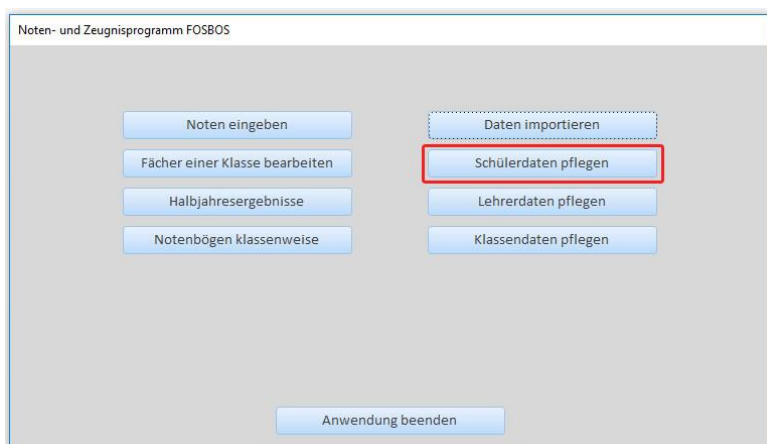 Noten- und Zeugnisprogramm FOSBOS
Noten eingeben
Daten importieren
Fächer einer Klasse bearbeiten
Schülerdaten pflegen
Halbjahresergebnisse
Lehrerdaten pflegen
Notenbögen klassenweise
Klassendaten pflegen
Anwendung beenden